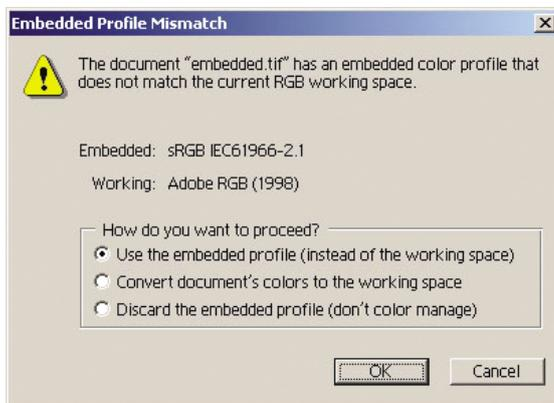 Embedded Profile Mismatch
The document "embedded.tif" has an embedded color profile that
does not match the current RGB working space.
Embedded: sRGB IEC61966-2.1
Working: Adobe RGB (1998)
How do you want to proceed?
Use the embedded profile (instead of the working space)
Convert document's colors to the working space
Discard the embedded profile (don't color manage)
OK
Cancel